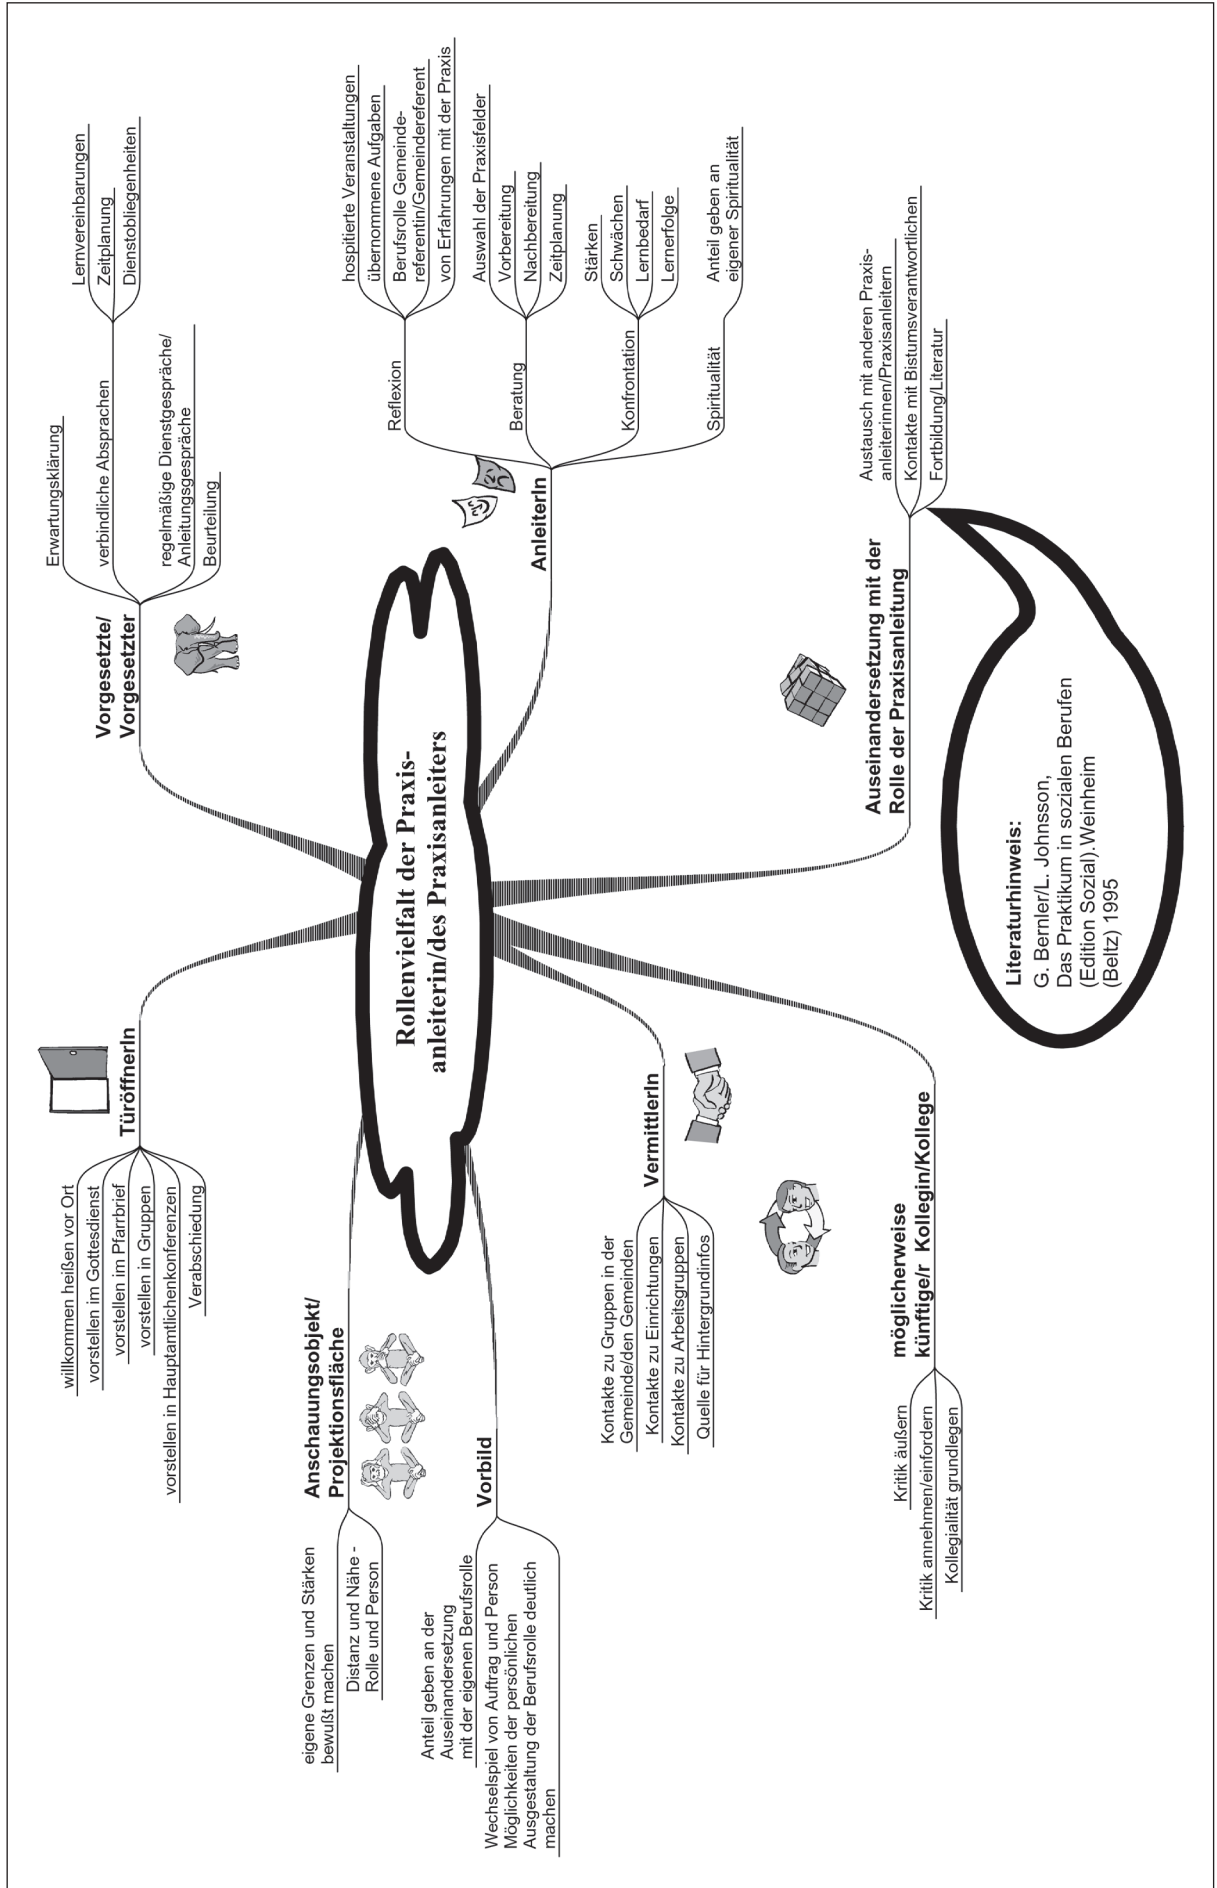 Rollenvielfalt der Praxis-
anleiterin/des Praxisanleiters
TüröffnerIn
willkommen heißen vor Ort
vorstellen im Gottesdienst
vorstellen im Pfarrbrief
vorstellen in Gruppen
vorstellen in Hauptamtlichenkonferenzen
Verabschiedung
Anschauungsobjekt/
Projektionsfläche
eigene Grenzen und Stärken
bewußt machen
Distanz und Nähe -
Rolle und Person
Vorbild
Anteil geben an der
Auseinandersetzung
mit der eigenen Berufsrolle
Wechselspiel von Auftrag und Person
Möglichkeiten der persönlichen
Ausgestaltung der Berufsrolle deutlich
machen
VermittlerIn
Kontakte zu Gruppen in der
Gemeinde/den Gemeinden
Kontakte zu Einrichtungen
Kontakte zu Arbeitsgruppen
Quelle für Hintergrundinfos
möglicherweise
künftige/r Kollegin/Kollege
Kritik äußern
Kritik annehmen/einfordern
Kollegialität grundlegen
Vorgesetzte/
Vorgesetzter
Erwartungsklärung
verbindliche Absprachen
Lernvereinbarungen
Zeitplanung
Dienstobliegenheiten
regelmäßige Dienstgespräche/
Anleitungsgespräche
Beurteilung
AnleiterIn
Reflexion
hospitierte Veranstaltungen
übernommene Aufgaben
Berufsrolle Gemeinde-
referentin/Gemeindereferent
von Erfahrungen mit der Praxis
Beratung
Auswahl der Praxisfelder
Vorbereitung
Nachbereitung
Zeitplanung
Konfrontation
Stärken
Schwächen
Lernbedarf
Lernerfolge
Spiritualität
Anteil geben an
eigener Spiritualität
Auseinandersetzung mit der
Rolle der Praxisanleitung
Austausch mit anderen Praxis-
anleiterinnen/Praxisanleitern
Kontakte mit Bistumsverantwortlichen
Fortbildung/Literatur
Literaturhinweis:
G. Bernler/L. Johnsson,
Das Praktikum in sozialen Berufen
(Edition Sozial).Weinheim
(Beltz) 1995